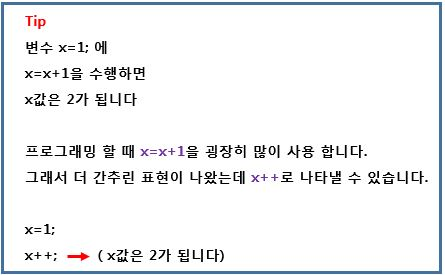 Tip
변수 x=1; 에
x=x+1을 수행하면
x값은 2가 됩니다
프로그래밍 할 때 x=x+1을 굉장히 많이 사용 합니다.
그래서 더 간추린 표현이 나왔는데 x++로 나타낼 수 있습니다.
x=1;
x++; → ( x값은 2가 됩니다)